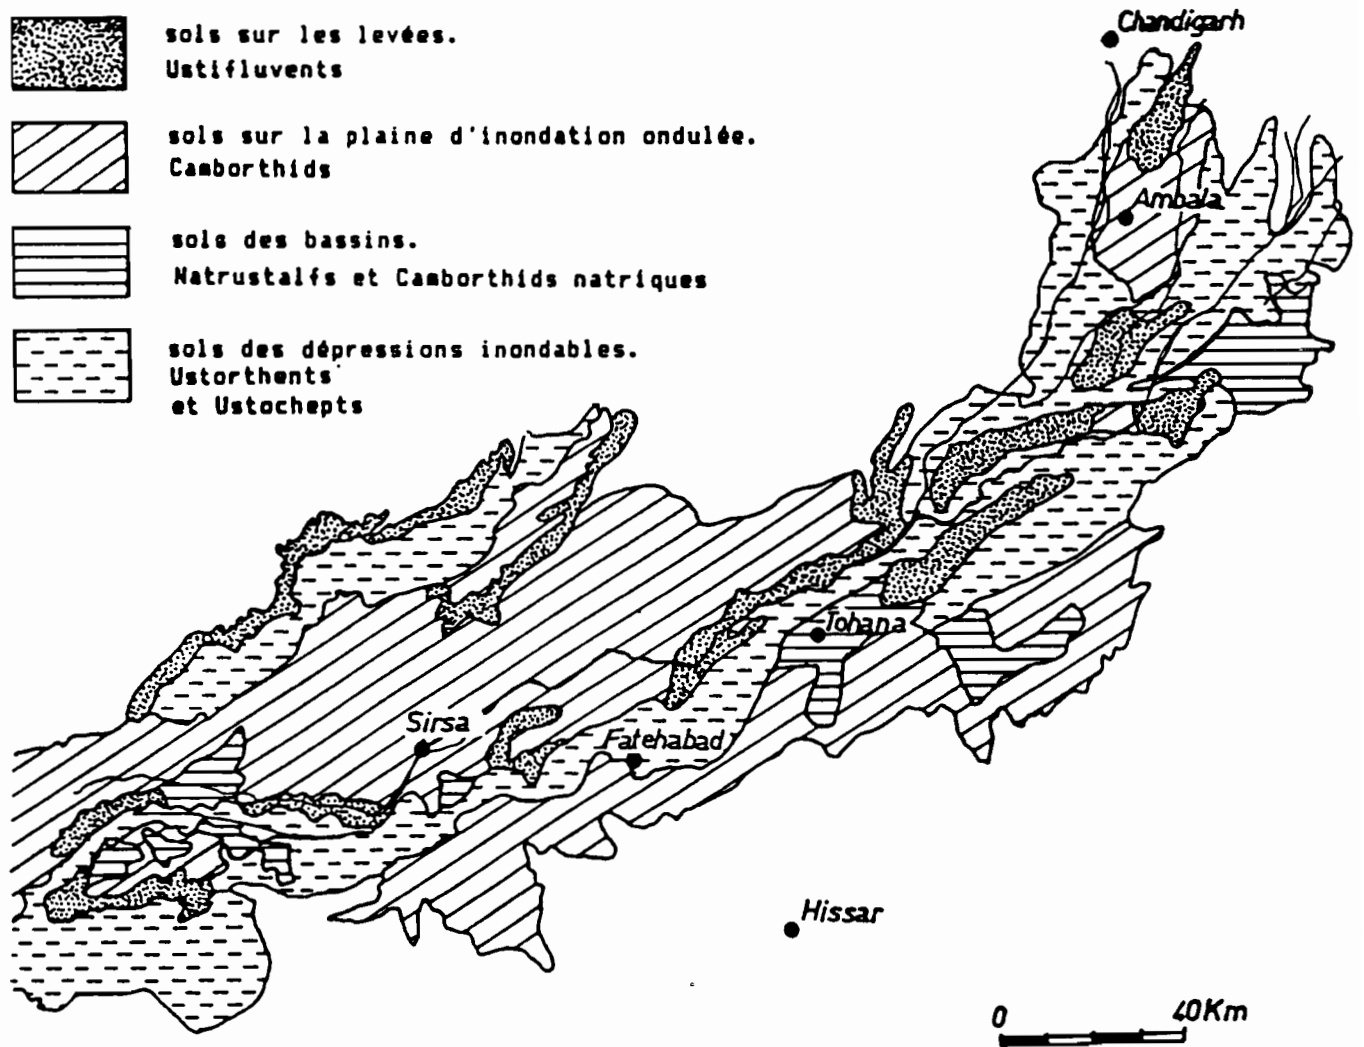 sols sur les levées.
Ustifluvents
sols sur la plaine d'inondation ondulée.
Camborthids
sols des bassins.
Natrustalfs et Camborthids natriques
sols des dépressions inondables.
Ustorthents
et Ustochepts
Chandigarh
Ambala
Tohana
Sirsa
Fatehabad
Hissar
0 40Km